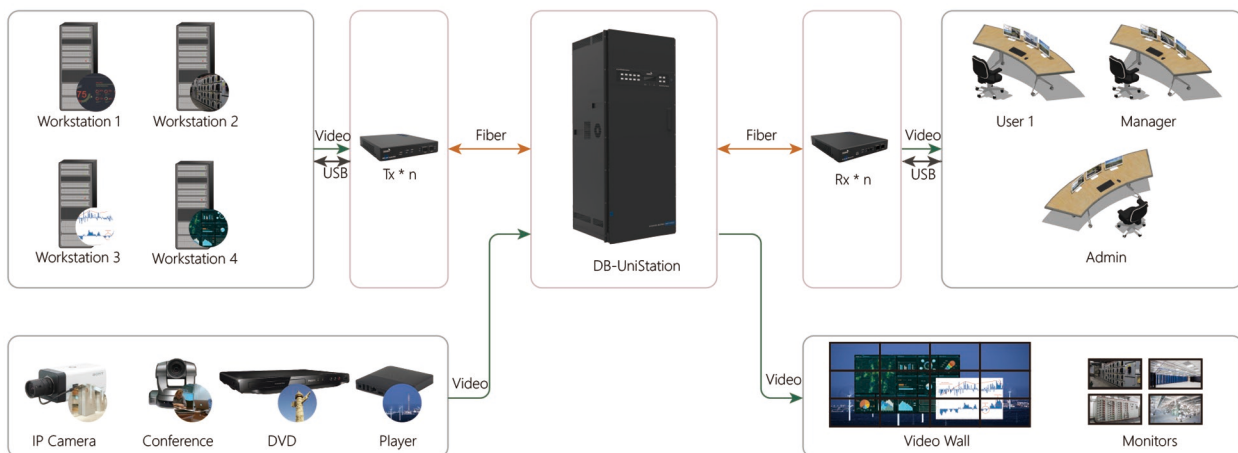 Workstation 1
Workstation 2
Workstation 3
Workstation 4
Video
USB
Tx * n
Fiber
DB-UniStation
Fiber
Rx * n
Video
USB
User 1
Manager
Admin
IP Camera
Conference
DVD
Player
Video
Video
Video Wall
Monitors